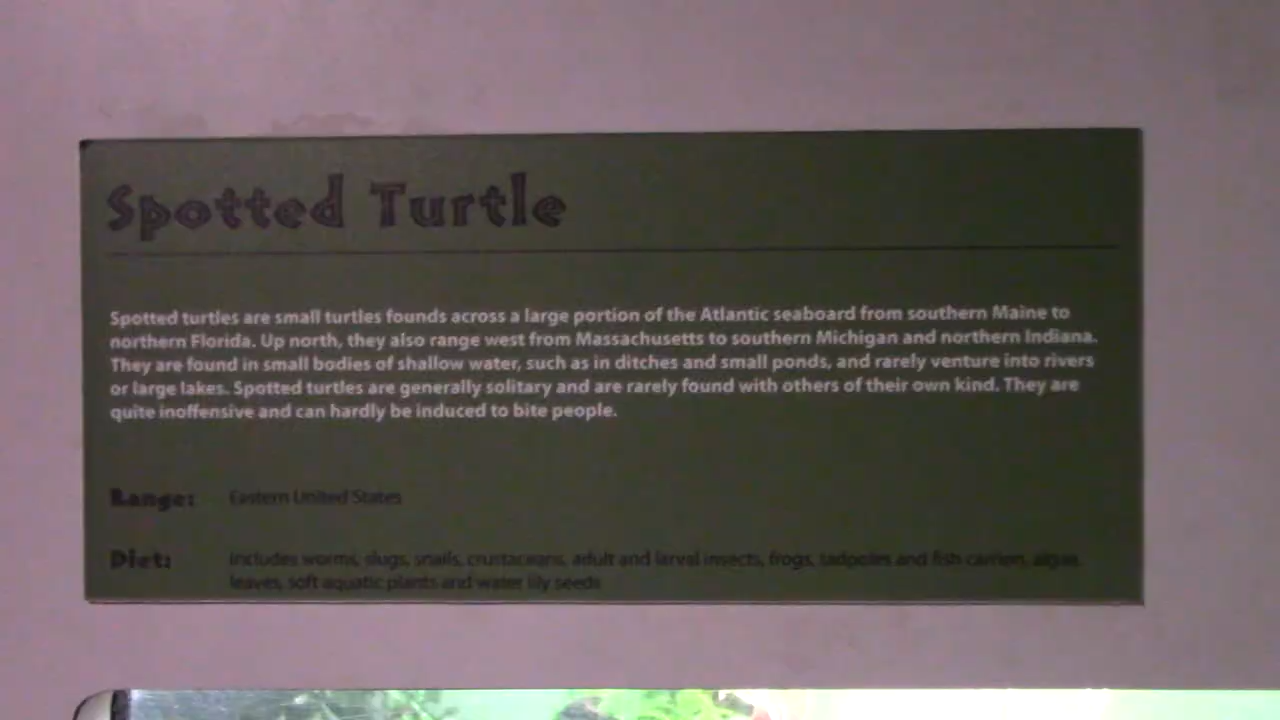 Spotted Turtle
Spotted turtles are small turtles founds across a large portion of the Atlantic seaboard from southern Maine to
northern Florida. Up north, they also range west from Massachusetts to southern Michigan and northern Indiana.
They are found in small bodies of shallow water, such as in ditches and small ponds, and rarely venture into rivers
or large lakes. Spotted turtles are generally solitary and are rarely found with others of their own kind. They are
quite inoffensive and can hardly be induced to bite people.
Range: Eastern United States
Diet: Includes worms, slugs, snails, crustaceans, adult and larval insects, frogs, tadpoles and fish carrion, algae,
leaves, soft aquatic plants and water lily seeds